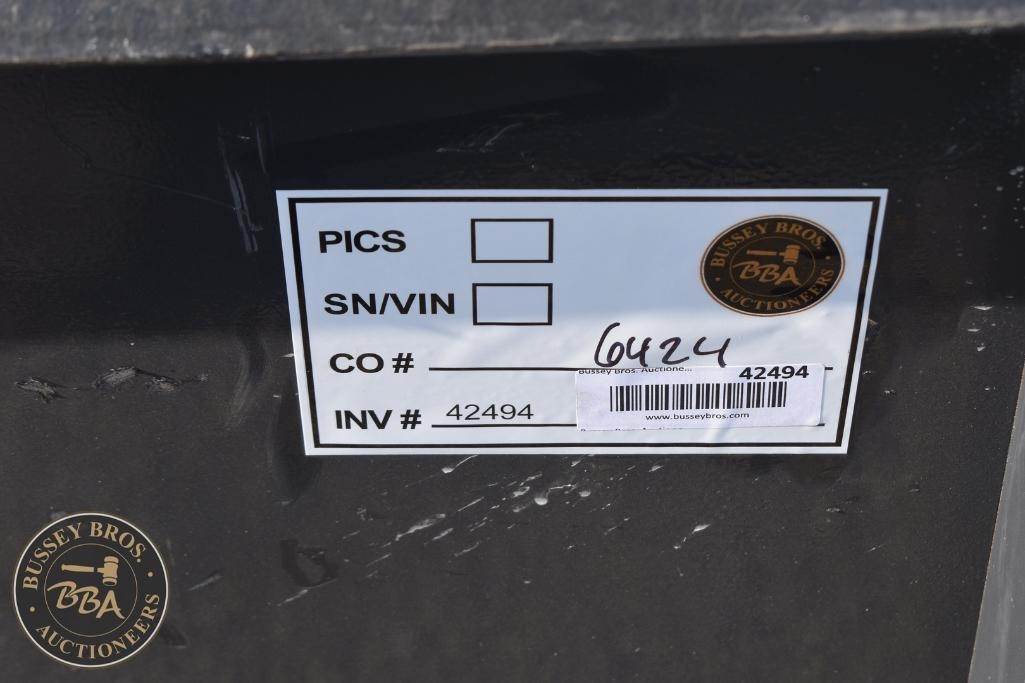 PICS
BUSSEY BROS.
BBA
AUCTIONEERS
SN/VIN
CO # 6424
Bussey Bros. Auctione... 42494
INV # 42494
www.busseybros.com
BUSSEY BROS.
BBA
AUCTIONEERS